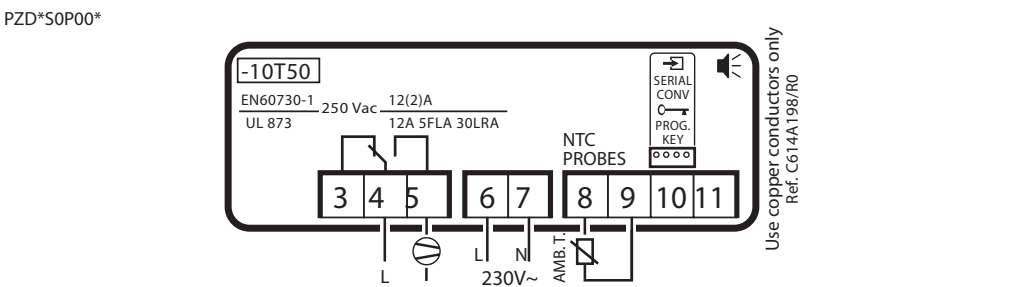 PZD*S0P00*
-10T50
EN60730-1
UL 873
250 Vac
12(2)A
12A 5FLA 30LRA
SERIAL
CONV
PROG.
KEY
NTC
PROBES
3 4 5 6 7 8 9 10 11
L
L N
230V~
AMB. T.
Use copper conductors only
Ref. C614A198/R0